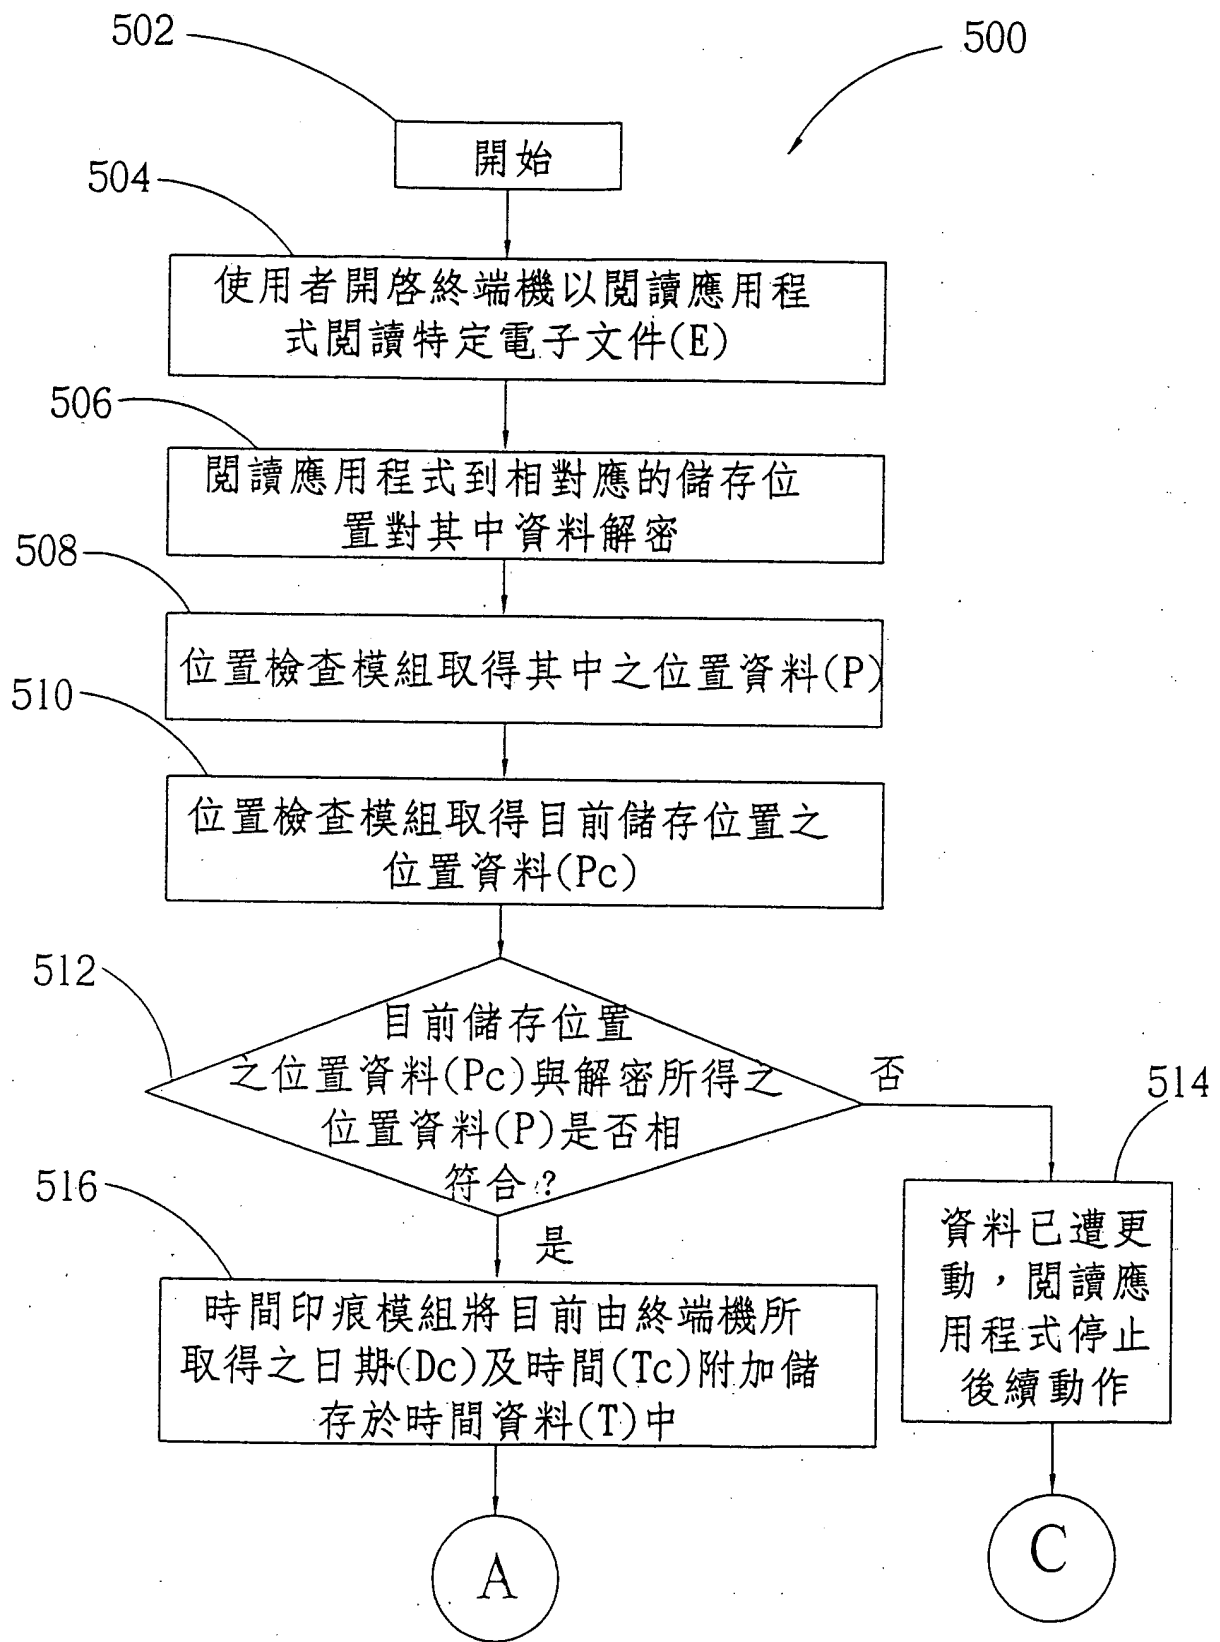 502
500
開始
504
使用者開啓終端機以閱讀應用程
式閱讀特定電子文件(E)
506
閱讀應用程式到相對應的儲存位
置對其中資料解密
508
位置檢查模組取得其中之位置資料(P)
510
位置檢查模組取得目前儲存位置之
位置資料(Pc)
512
目前儲存位置
之位置資料(Pc)與解密所得之
位置資料(P)是否相
符合?
否
514
資料已遭更
動,閱讀應
用程式停止
後續動作
是
516
時間印痕模組將目前由終端機所
取得之日期(Dc)及時間(Tc)附加儲
存於時間資料(T)中
A
C